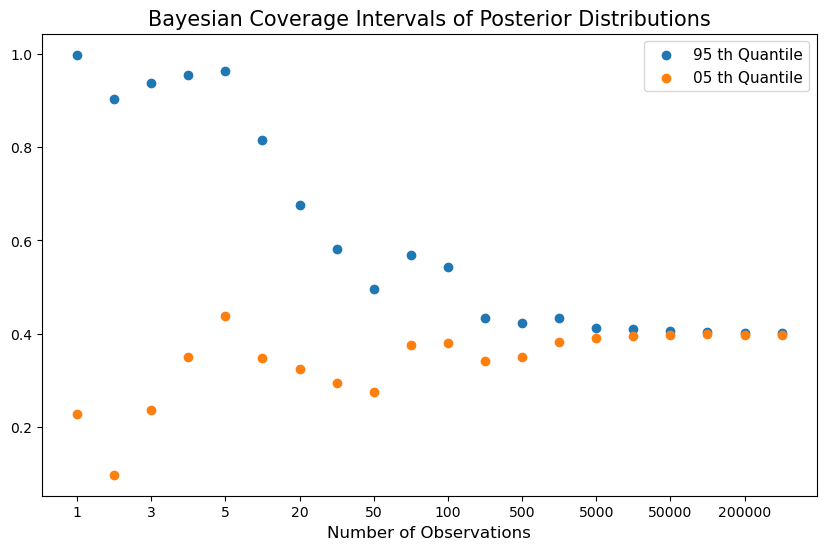 Bayesian Coverage Intervals of Posterior Distributions
95 th Quantile
05 th Quantile
1.0
0.8
0.6
0.4
0.2
1 3 5 20 50 100 500 5000 50000 200000
Number of Observations